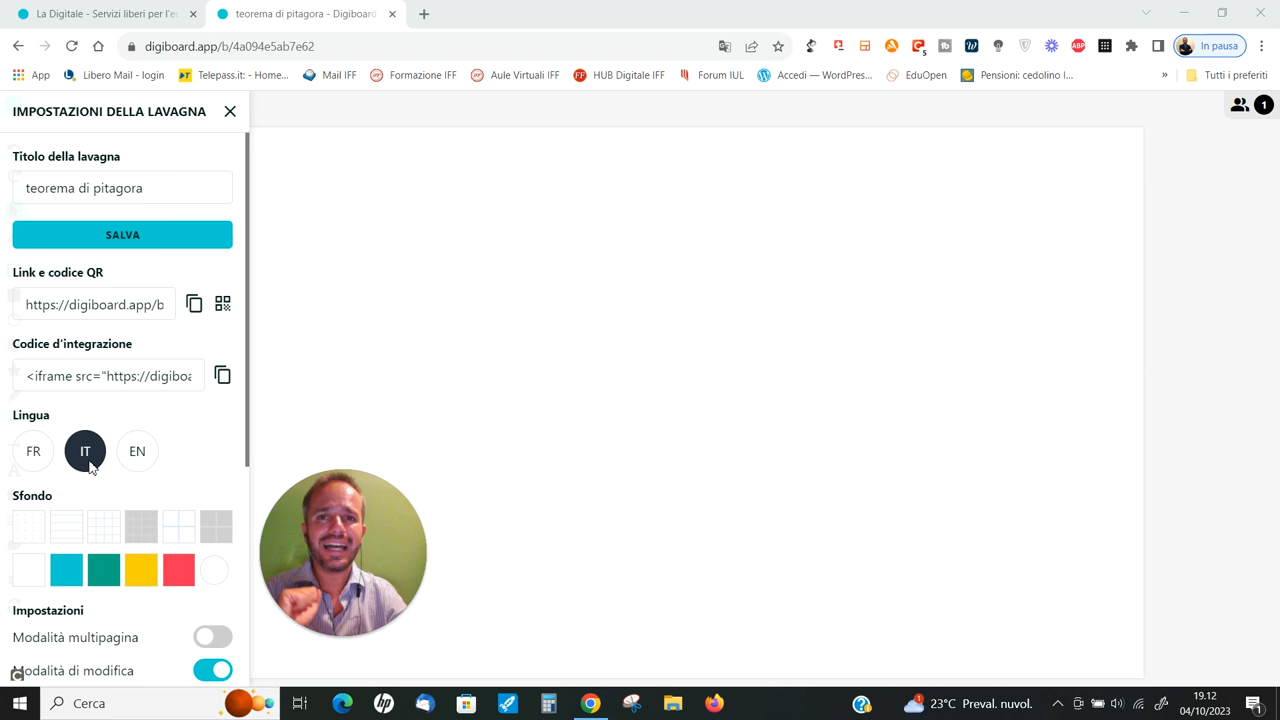 La Digitale - Servizi liberi per l'e
teorema di pitagora - Digiboard
digiboard.app/b/4a094e5ab7e62
5
ABP
In pausa
App
Libero Mail - login
Telepass.it: - Home...
Mail IFF
Formazione IFF
Aule Virtuali IFF
HUB Digitale IFF
Forum IUL
Accedi — WordPres...
EduOpen
Pensioni: cedolino I...
»
Tutti i preferiti
IMPOSTAZIONI DELLA LAVAGNA
1
Titolo della lavagna
teorema di pitagora
SALVA
Link e codice QR
https://digiboard.app/b
Codice d'integrazione
<iframe src="https://digiboa
Lingua
FR
IT
EN
Sfondo
Impostazioni
Modalità multipagina
Modalità di modifica
Cerca
23°C Preval. nuvol.
19.12
04/10/2023